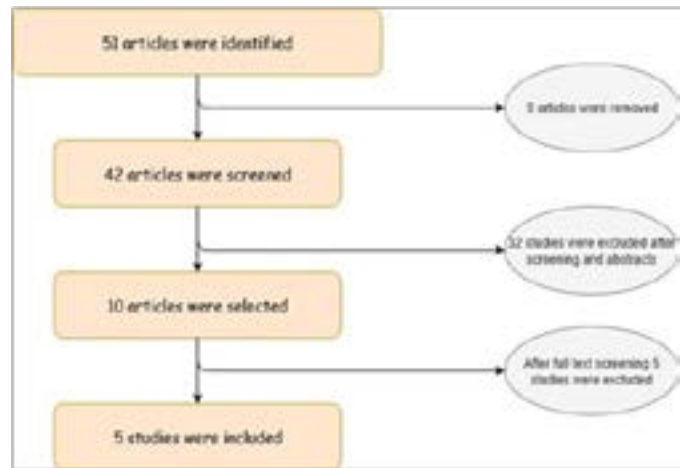 51 articles were identified
articles were removed
42 articles were screened
32 studies were excluded after
screening and abstracts
10 articles were selected
After full text screening 5
studies were excluded
5 studies were included